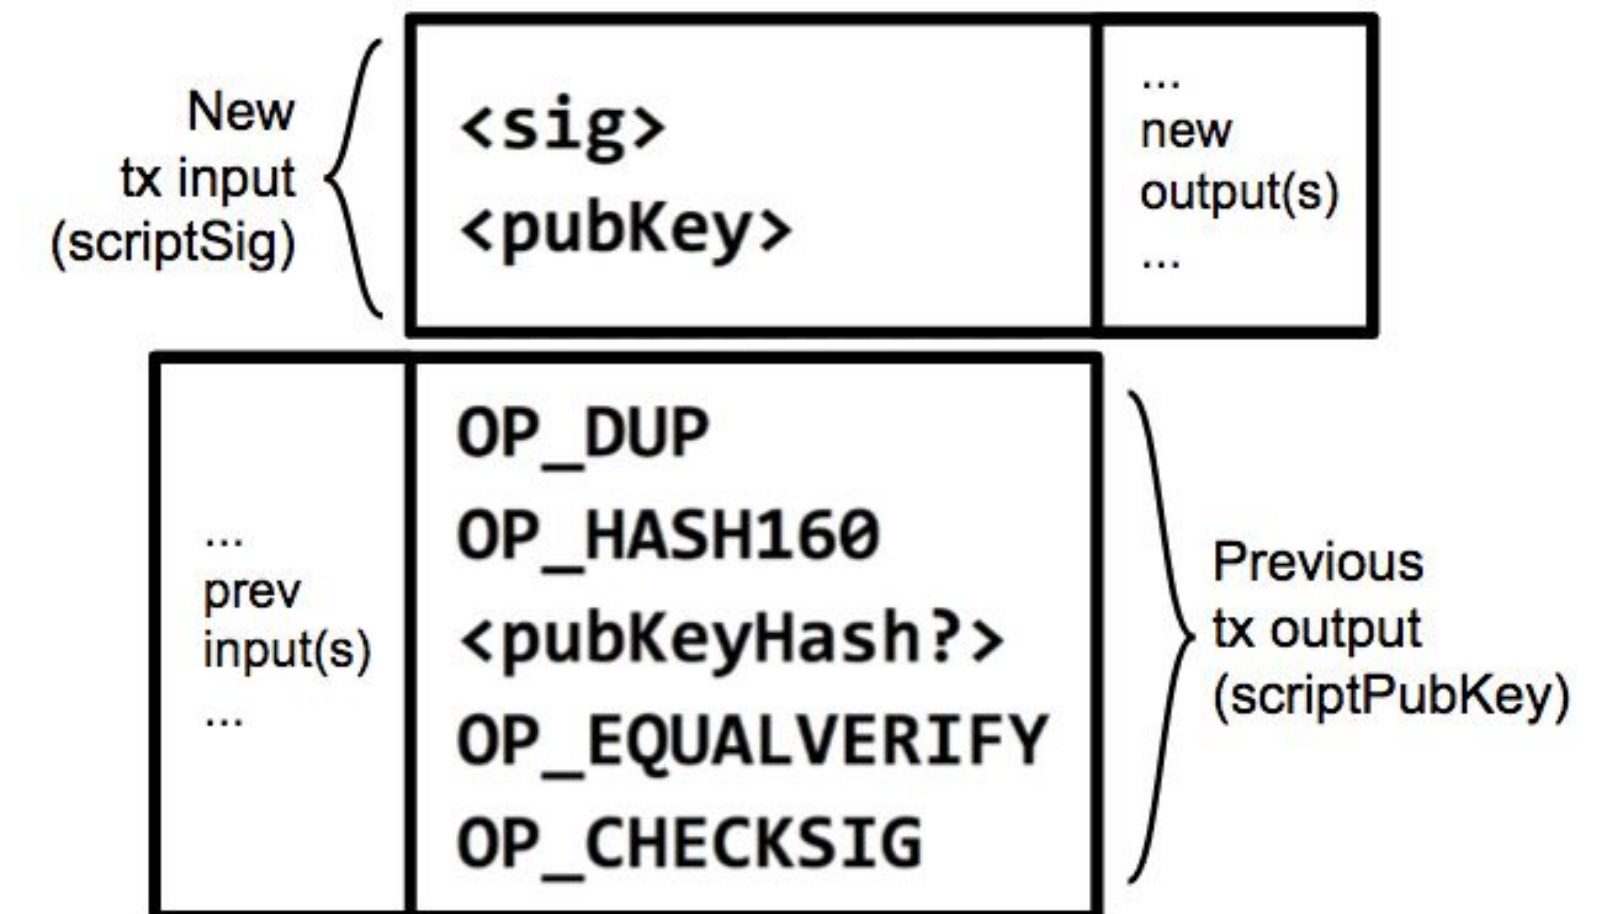 New
tx input
(scriptSig)
<sig>
<pubKey>
...
new
output(s)
...
...
prev
input(s)
...
OP_DUP
OP_HASH160
<pubKeyHash?>
OP_EQUALVERIFY
OP_CHECKSIG
Previous
tx output
(scriptPubKey)